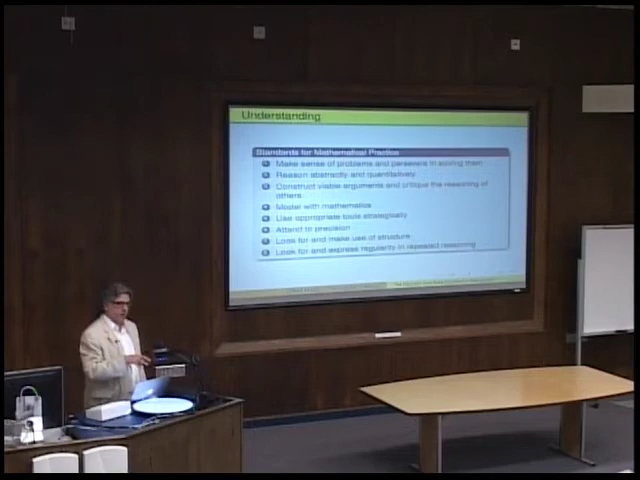 Understanding
Standards for Mathematical Practice
Make sense of problems and persevere in solving them
Reason abstractly and quantitatively
Construct viable arguments and critique the reasoning of
others
Model with mathematics
Use appropriate tools strategically
Attend to precision
Look for and make use of structure
Look for and express regularity in repeated reasoning